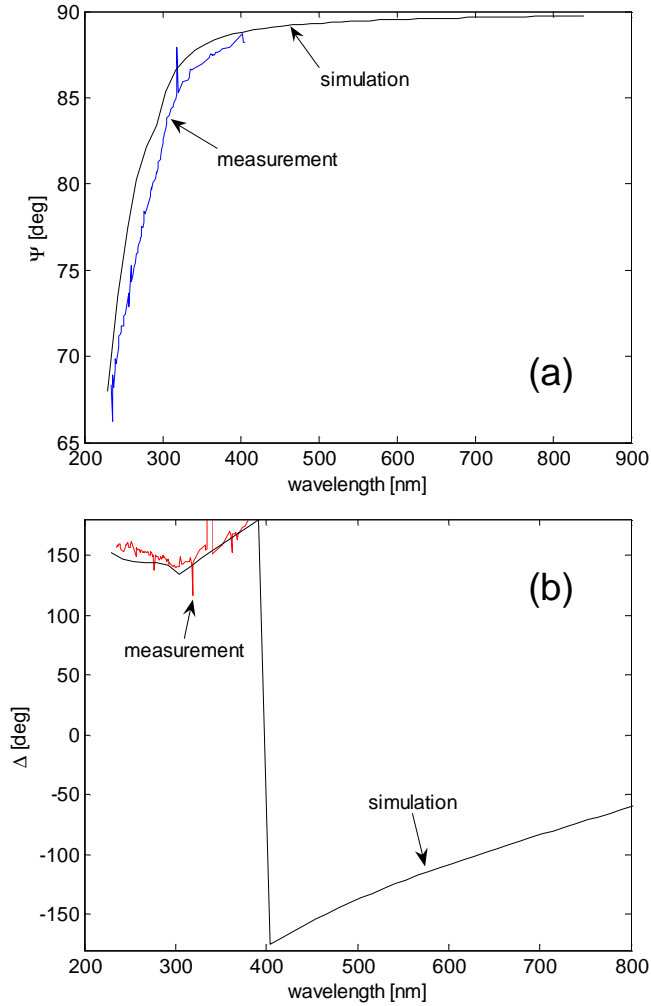 90
85
80
75
70
65
Ψ [deg]
simulation
measurement
(a)
200 300 400 500 600 700 800 900
wavelength [nm]
150
100
50
0
-50
-100
-150
Δ [deg]
(b)
measurement
simulation
200 300 400 500 600 700 800
wavelength [nm]